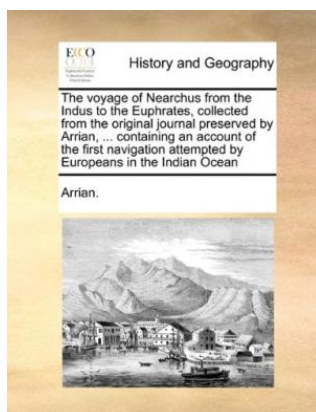 ECCO
History and Geography
The voyage of Nearchus from the
Indus to the Euphrates, collected
from the original journal preserved by
Arrian, ... containing an account of
the first navigation attempted by
Europeans in the Indian Ocean
Arrian.